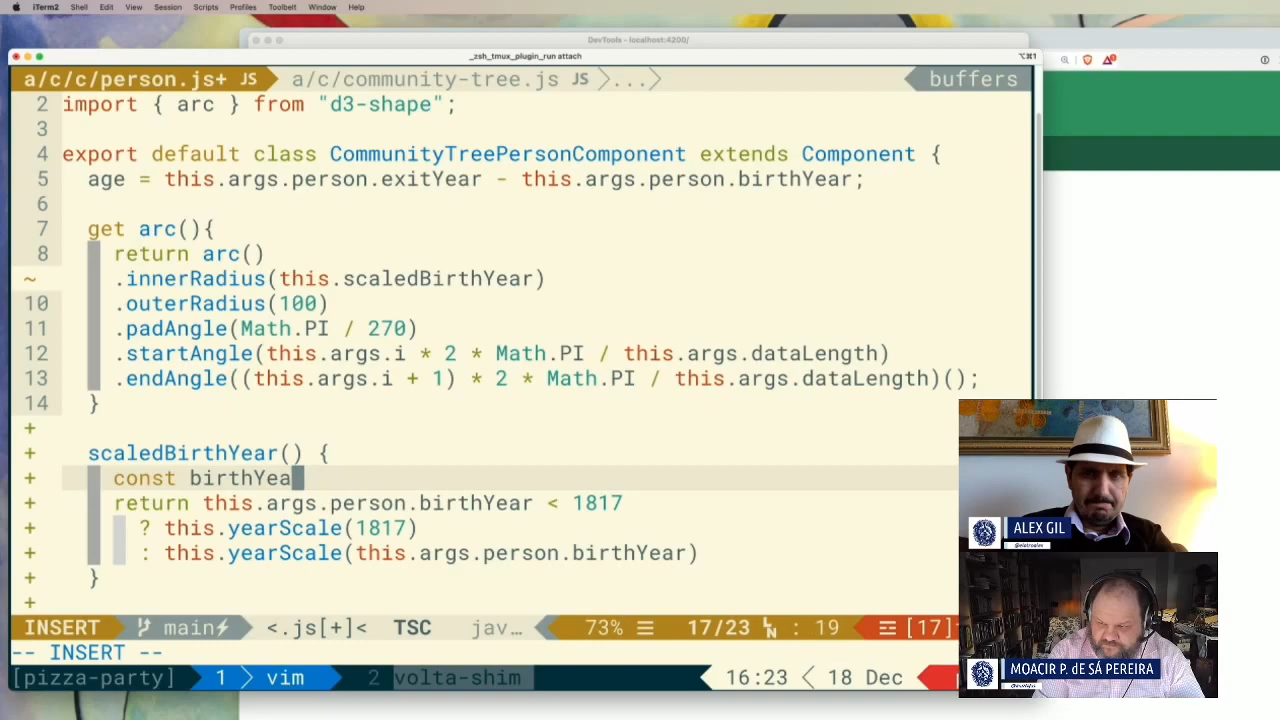 iTerm2 Shell Edit View Session Scripts Profiles Toolbelt Window Help
DevTools - localhost:4200/
_zsh_tmux_plugin_run attach ⌥⌘1
a/c/c/person.js+ JS a/c/community-tree.js JS ... buffers
2 import { arc } from "d3-shape";
3
4 export default class CommunityTreePersonComponent extends Component {
5 age = this.args.person.exitYear - this.args.person.birthYear;
6
7 get arc(){
8 return arc()
~ .innerRadius(this.scaledBirthYear)
10 .outerRadius(100)
11 .padAngle(Math.PI / 270)
12 .startAngle(this.args.i * 2 * Math.PI / this.args.dataLength)
13 .endAngle((this.args.i + 1) * 2 * Math.PI / this.args.dataLength)();
14 }
+
+ scaledBirthYear() {
+ const birthYea
+ return this.args.person.birthYear < 1817
+ ? this.yearScale(1817)
+ : this.yearScale(this.args.person.birthYear)
+ }
+
INSERT main⚡ <.js[+]< TSC jav… 73% ☰ 17/23 : 19 [17]
-- INSERT --
[pizza-party] 1 vim 2 volta-shim 16:23 18 Dec
ALEX GIL
@elotroalex
MOACIR P. dE SÁ PEREIRA